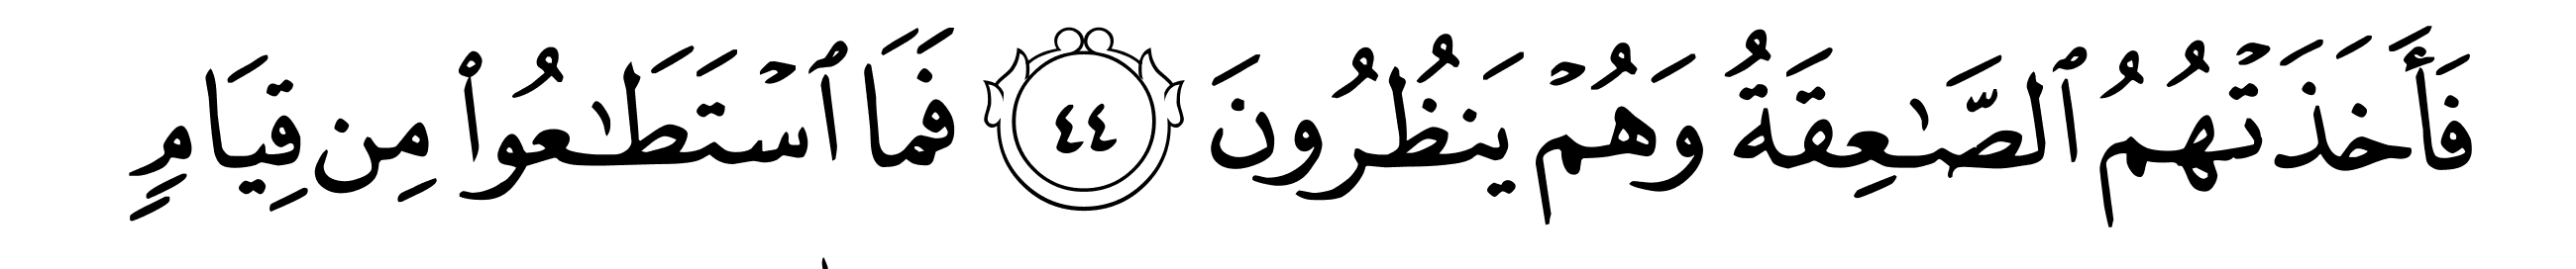 فَأَخَذَتْهُمُ ٱلصَّـٰعِقَةُ وَهُمْ يَنظُرُونَ ٤٤ فَمَا ٱسْتَطَـٰعُوا۟ مِن قِيَامٍ